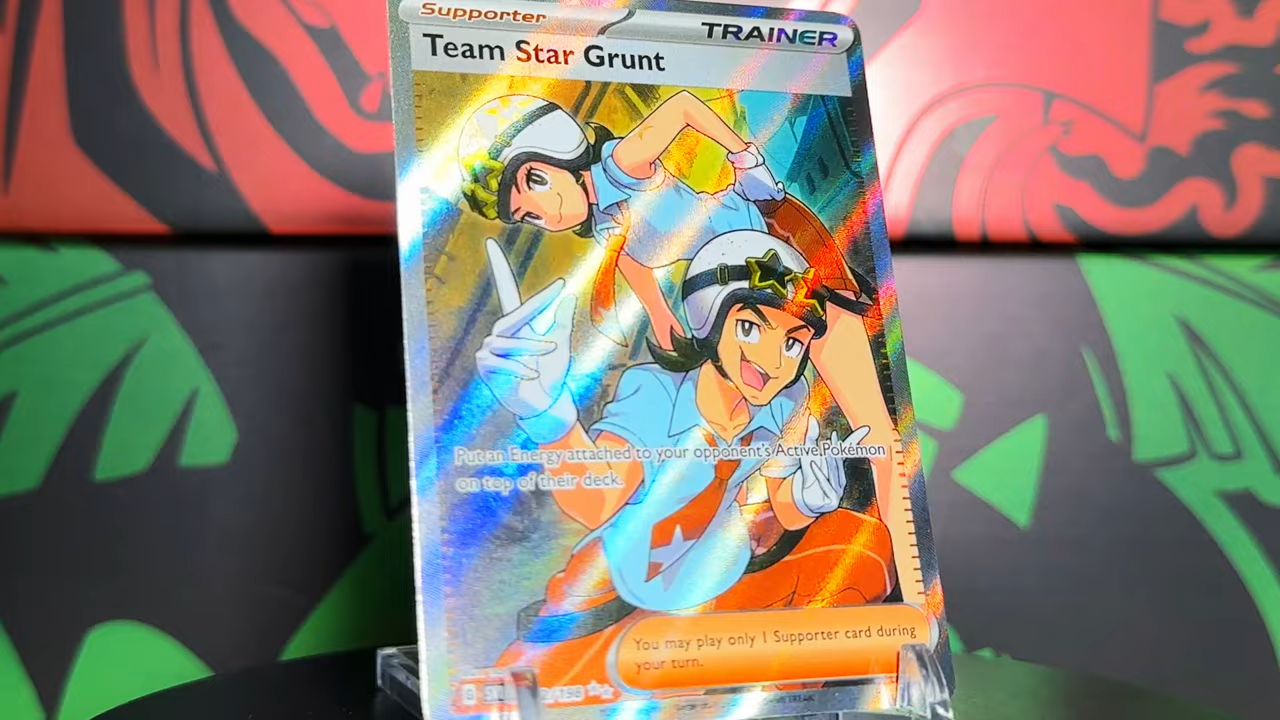 Supporter
TRAINER
Team Star Grunt
Put an Energy attached to your opponent's Active Pokémon
on top of their deck.
You may play only 1 Supporter card during
your turn.
G
/198